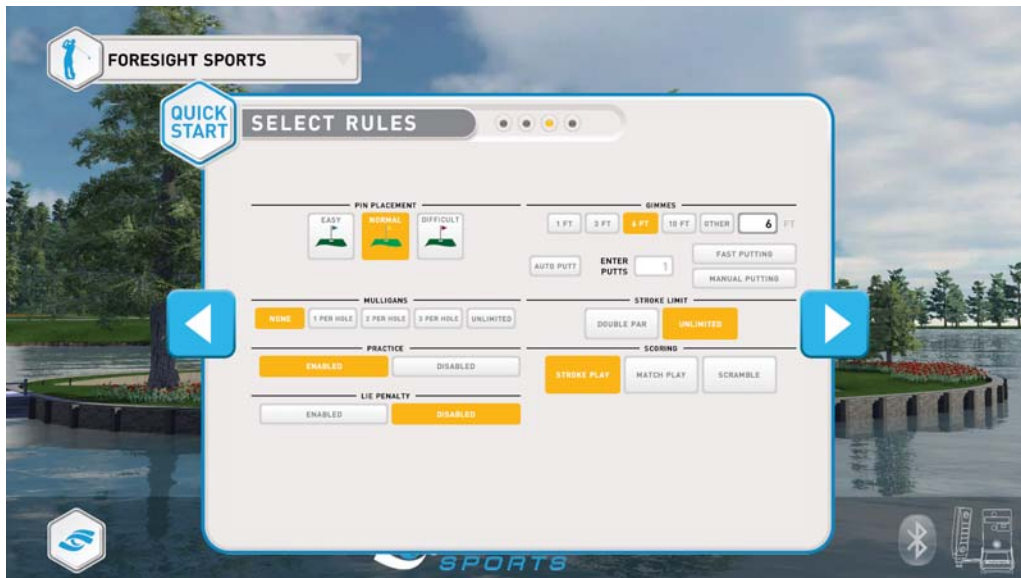 FORESIGHT SPORTS
QUICK
START
SELECT RULES
PIN PLACEMENT
EASY
NORMAL
DIFFICULT
GIMMES
1 FT
3 FT
6 FT
10 FT
OTHER
6
FT
AUTO PUTT
ENTER
PUTTS
1
FAST PUTTING
MANUAL PUTTING
MULLIGANS
NONE
1 PER HOLE
2 PER HOLE
3 PER HOLE
UNLIMITED
STROKE LIMIT
DOUBLE PAR
UNLIMITED
PRACTICE
ENABLED
DISABLED
SCORING
STROKE PLAY
MATCH PLAY
SCRAMBLE
LIE PENALTY
ENABLED
DISABLED
SPORTS